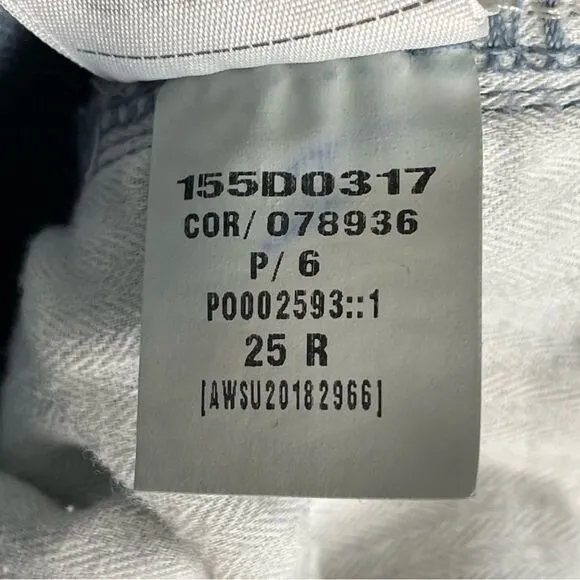 155D0317
COR/ 078936
P/ 6
P0002593::1
25 R
[AWSU20182966]